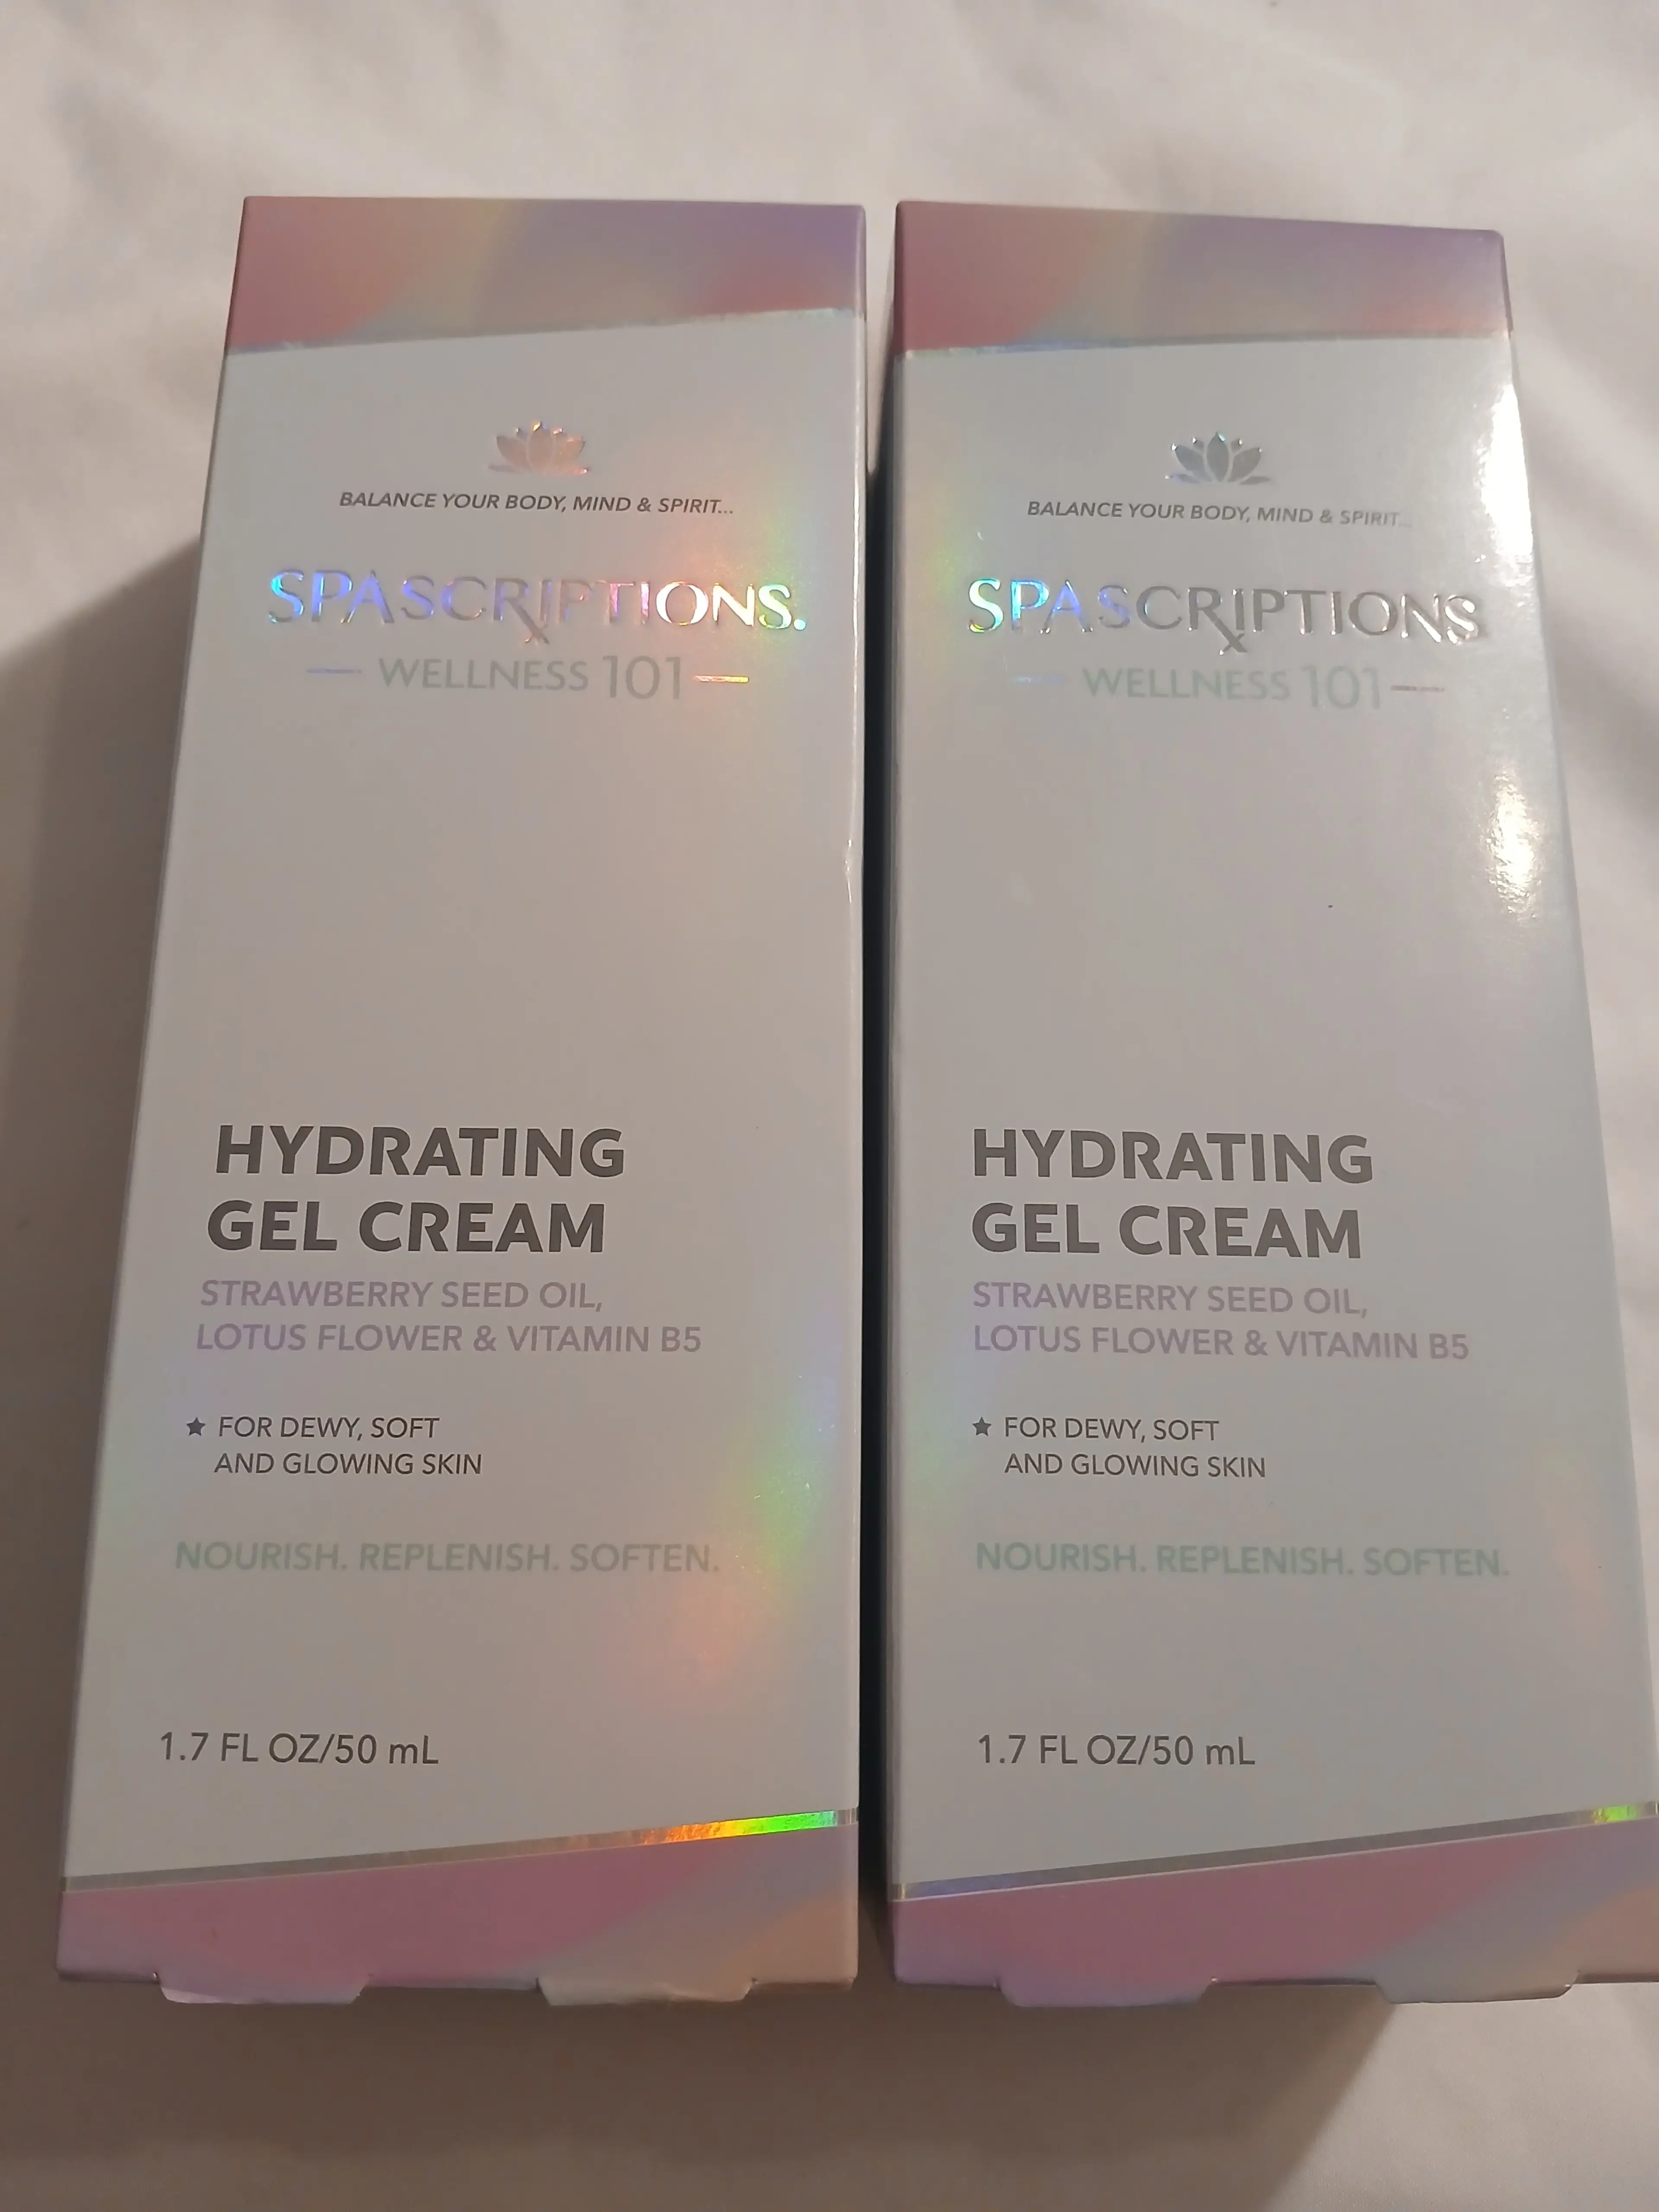 BALANCE YOUR BODY, MIND & SPIRIT...
SPASCRIPTIONS.
WELLNESS 101
HYDRATING
GEL CREAM
STRAWBERRY SEED OIL,
LOTUS FLOWER & VITAMIN B5
★ FOR DEWY, SOFT
AND GLOWING SKIN
NOURISH. REPLENISH. SOFTEN.
1.7 FL OZ/50 mL
BALANCE YOUR BODY, MIND & SPIRIT...
SPASCRIPTIONS
WELLNESS 101
HYDRATING
GEL CREAM
STRAWBERRY SEED OIL,
LOTUS FLOWER & VITAMIN B5
★ FOR DEWY, SOFT
AND GLOWING SKIN
NOURISH. REPLENISH. SOFTEN.
1.7 FL OZ/50 mL